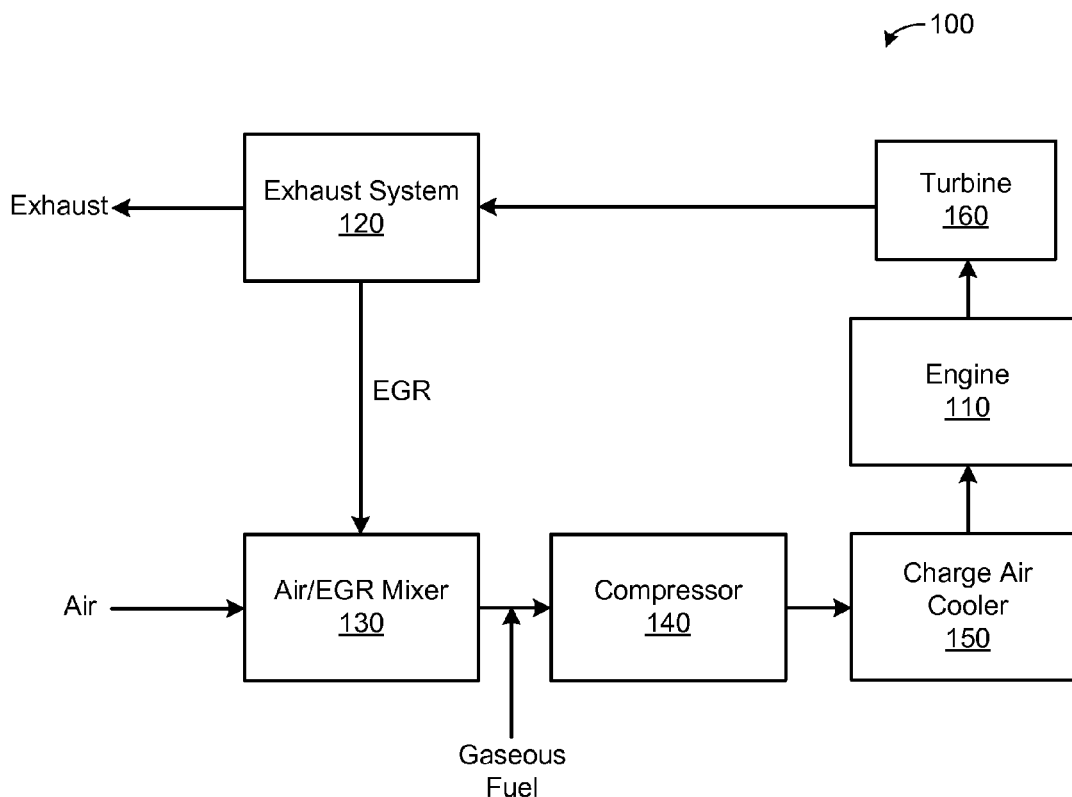 100
Exhaust System
120
Exhaust
Turbine
160
Engine
110
EGR
Air
Air/EGR Mixer
130
Compressor
140
Charge Air
Cooler
150
Gaseous
Fuel